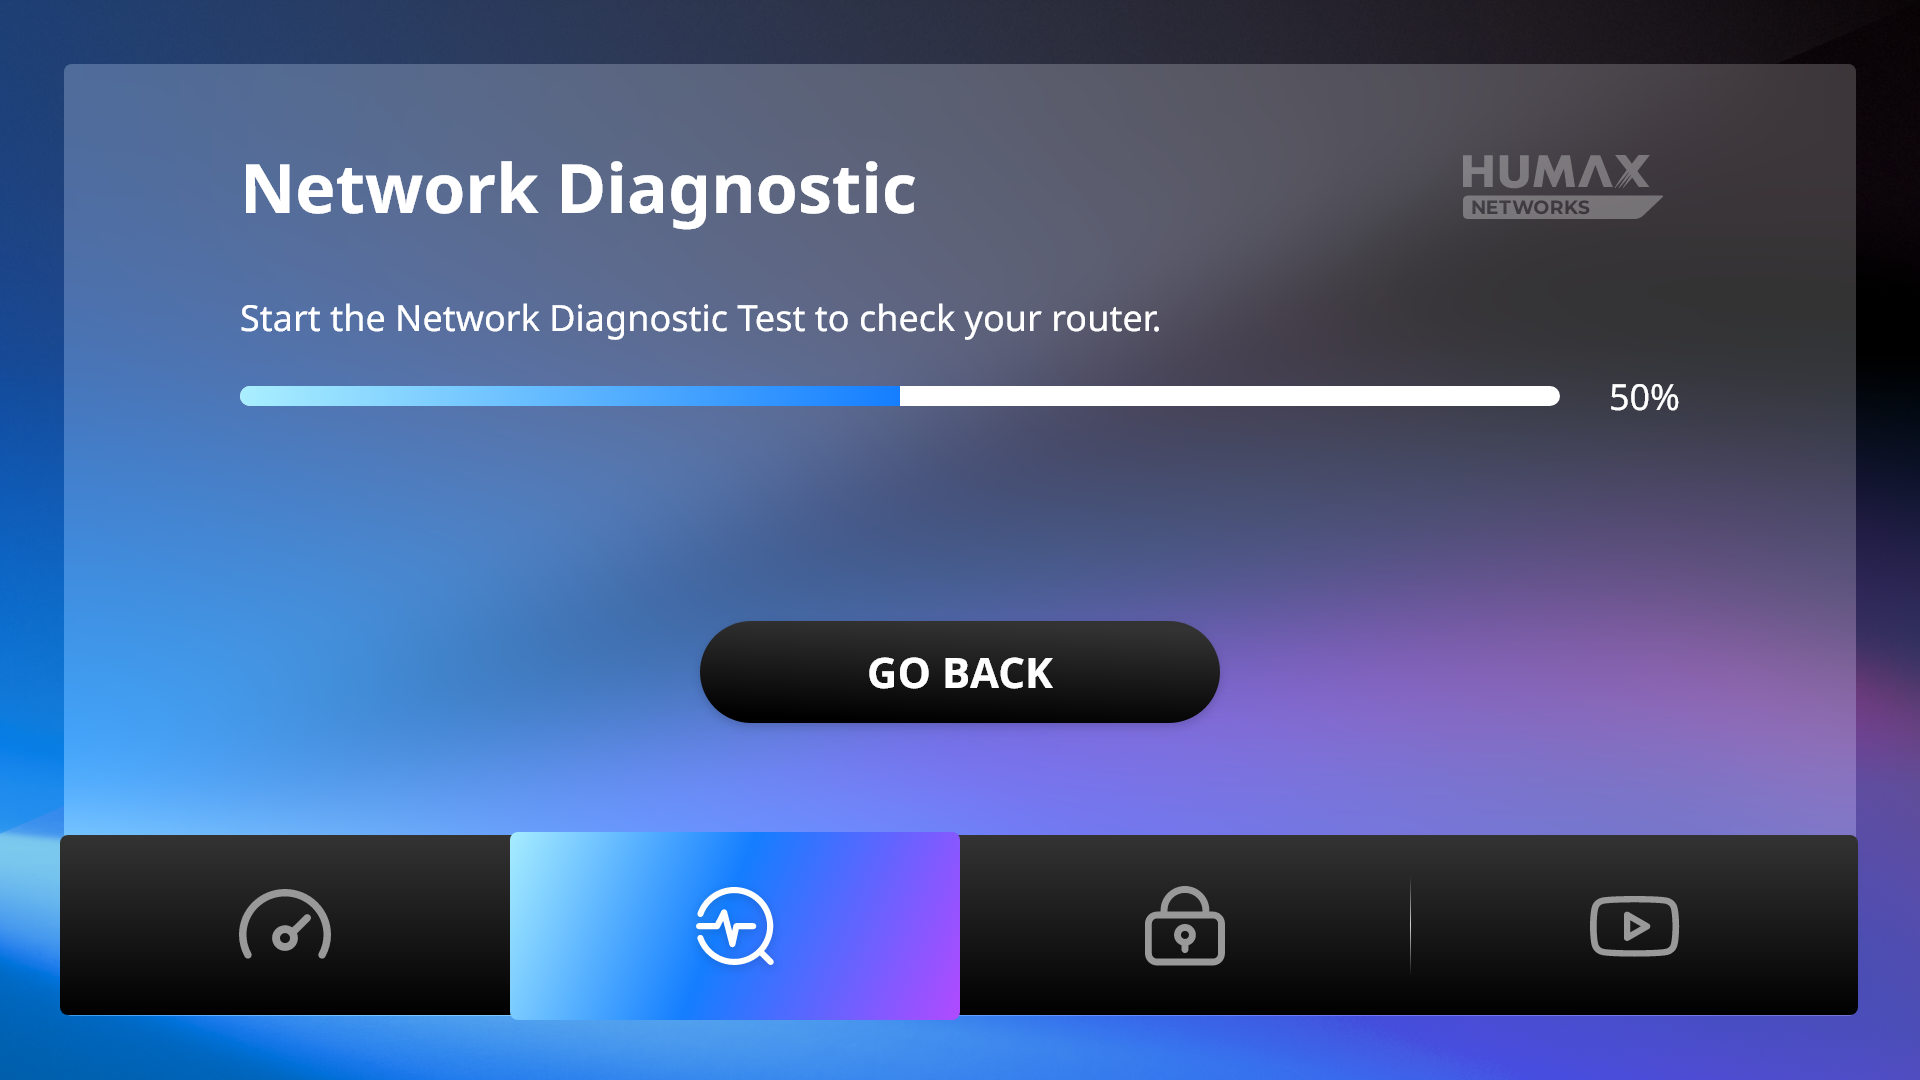 Network Diagnostic
HUMAX
NETWORKS
Start the Network Diagnostic Test to check your router.
50%
GO BACK